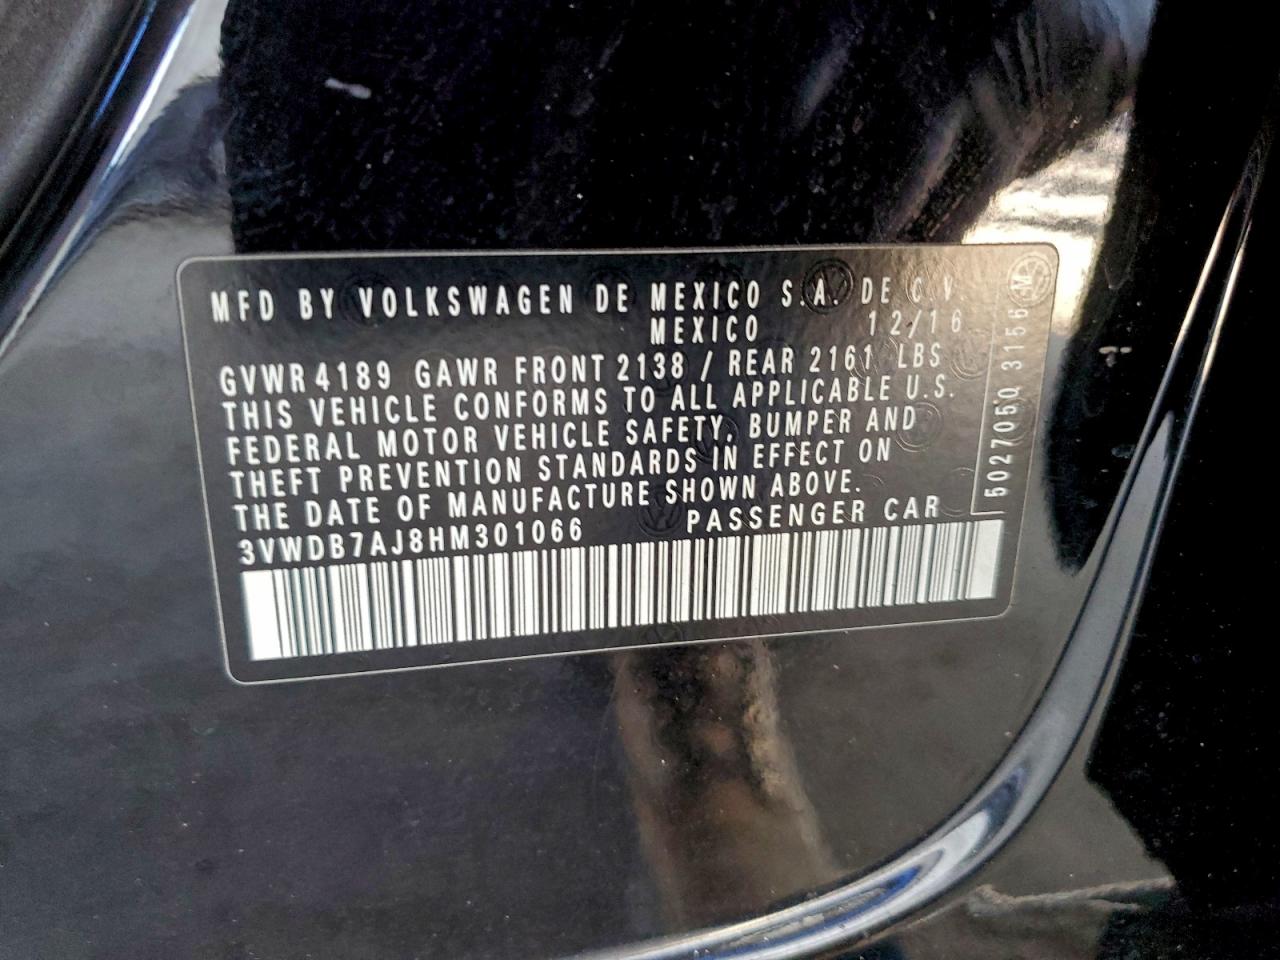 MFD BY VOLKSWAGEN DE MEXICO S.A. DE C.V.
MEXICO 12/16
GVWR 4189 GAWR FRONT 2138 / REAR 2161 LBS
THIS VEHICLE CONFORMS TO ALL APPLICABLE U.S.
FEDERAL MOTOR VEHICLE SAFETY, BUMPER AND
THEFT PREVENTION STANDARDS IN EFFECT ON
THE DATE OF MANUFACTURE SHOWN ABOVE.
3VWDB7AJ8HM301066 PASSENGER CAR
5027050 3156 M